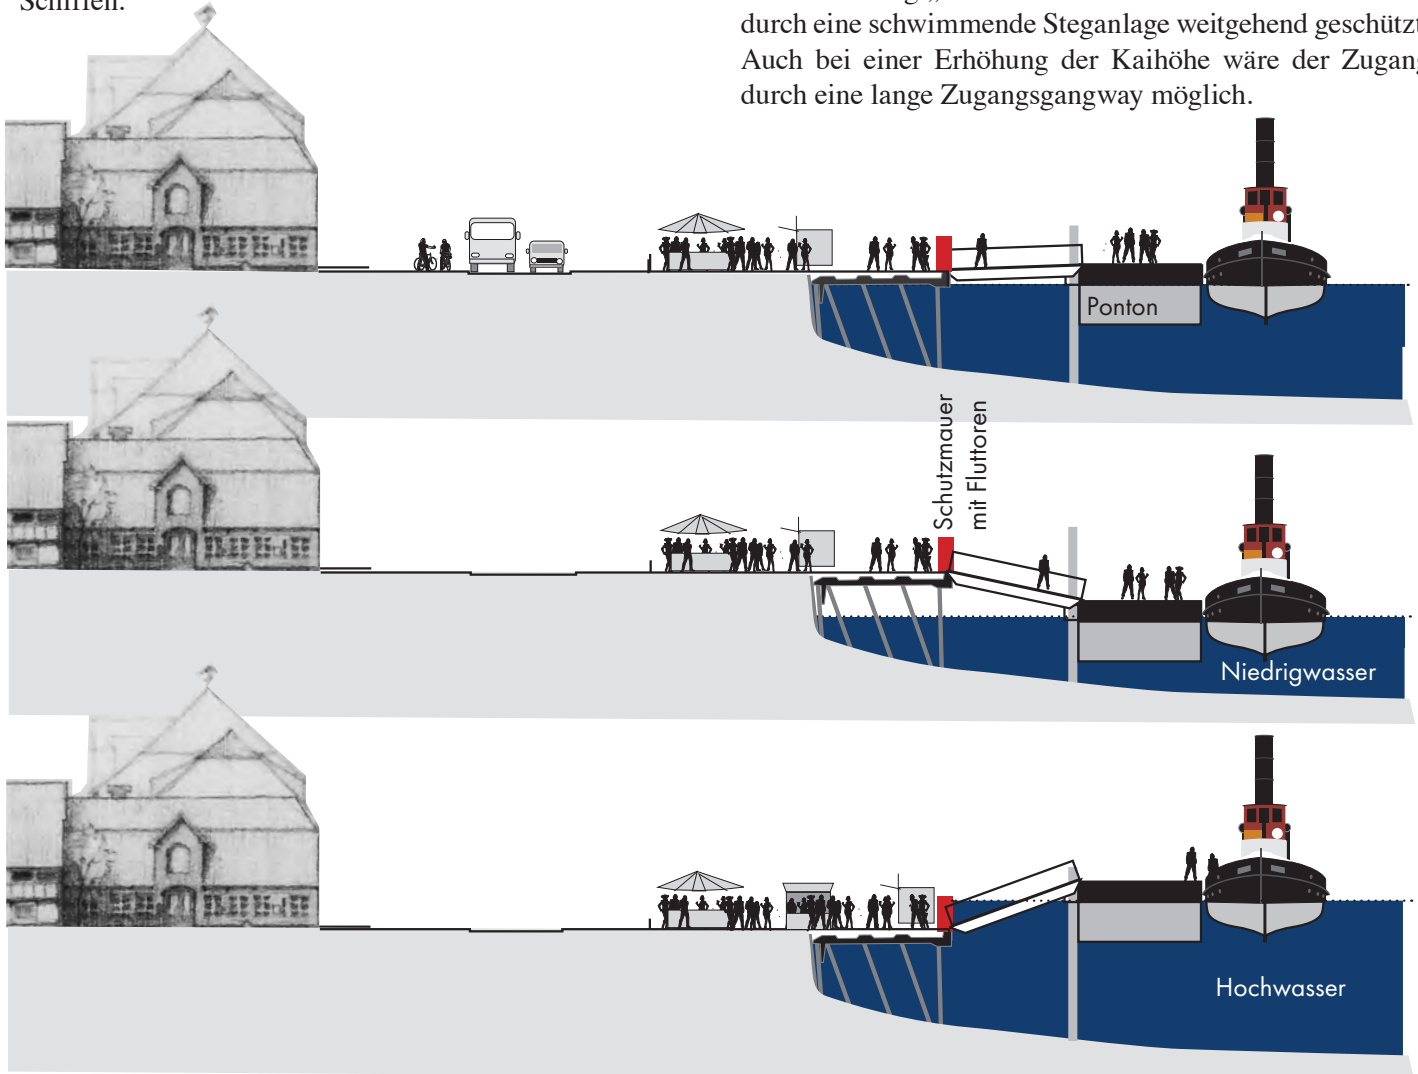 Schiffen.
durch eine schwimmende Steganlage weitgehend geschützt
Auch bei einer Erhöhung der Kaihöhe wäre der Zugang
durch eine lange Zugangsgangway möglich.
Ponton
Schutzmauer
mit Fluttoren
Niedrigwasser
Hochwasser